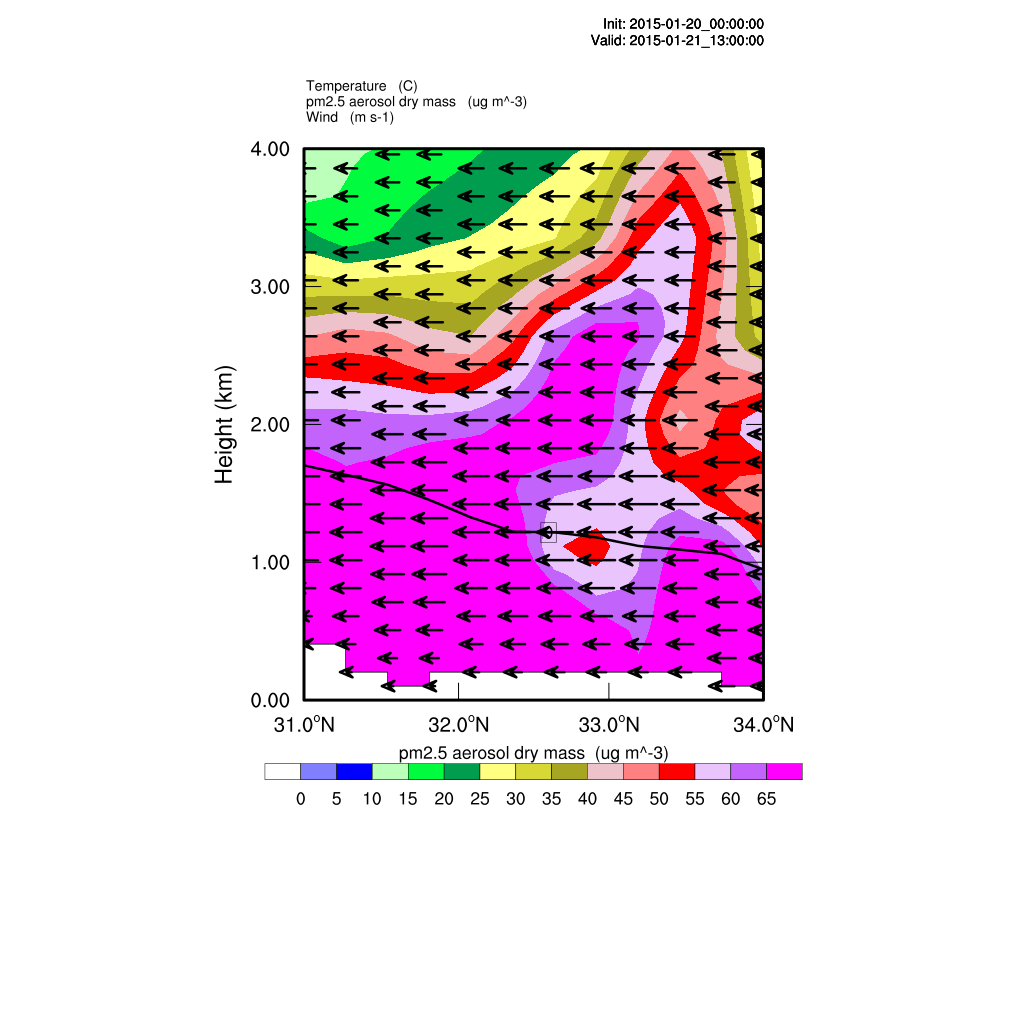 Init: 2015-01-20_00:00:00
Valid: 2015-01-21_13:00:00
Temperature (C)
pm2.5 aerosol dry mass (ug m^-3)
Wind (m s-1)
4.00
3.00
2.00
1.00
0.00
Height (km)
0
31.0°N 32.0°N 33.0°N 34.0°N
pm2.5 aerosol dry mass (ug m^-3)
0 5 10 15 20 25 30 35 40 45 50 55 60 65